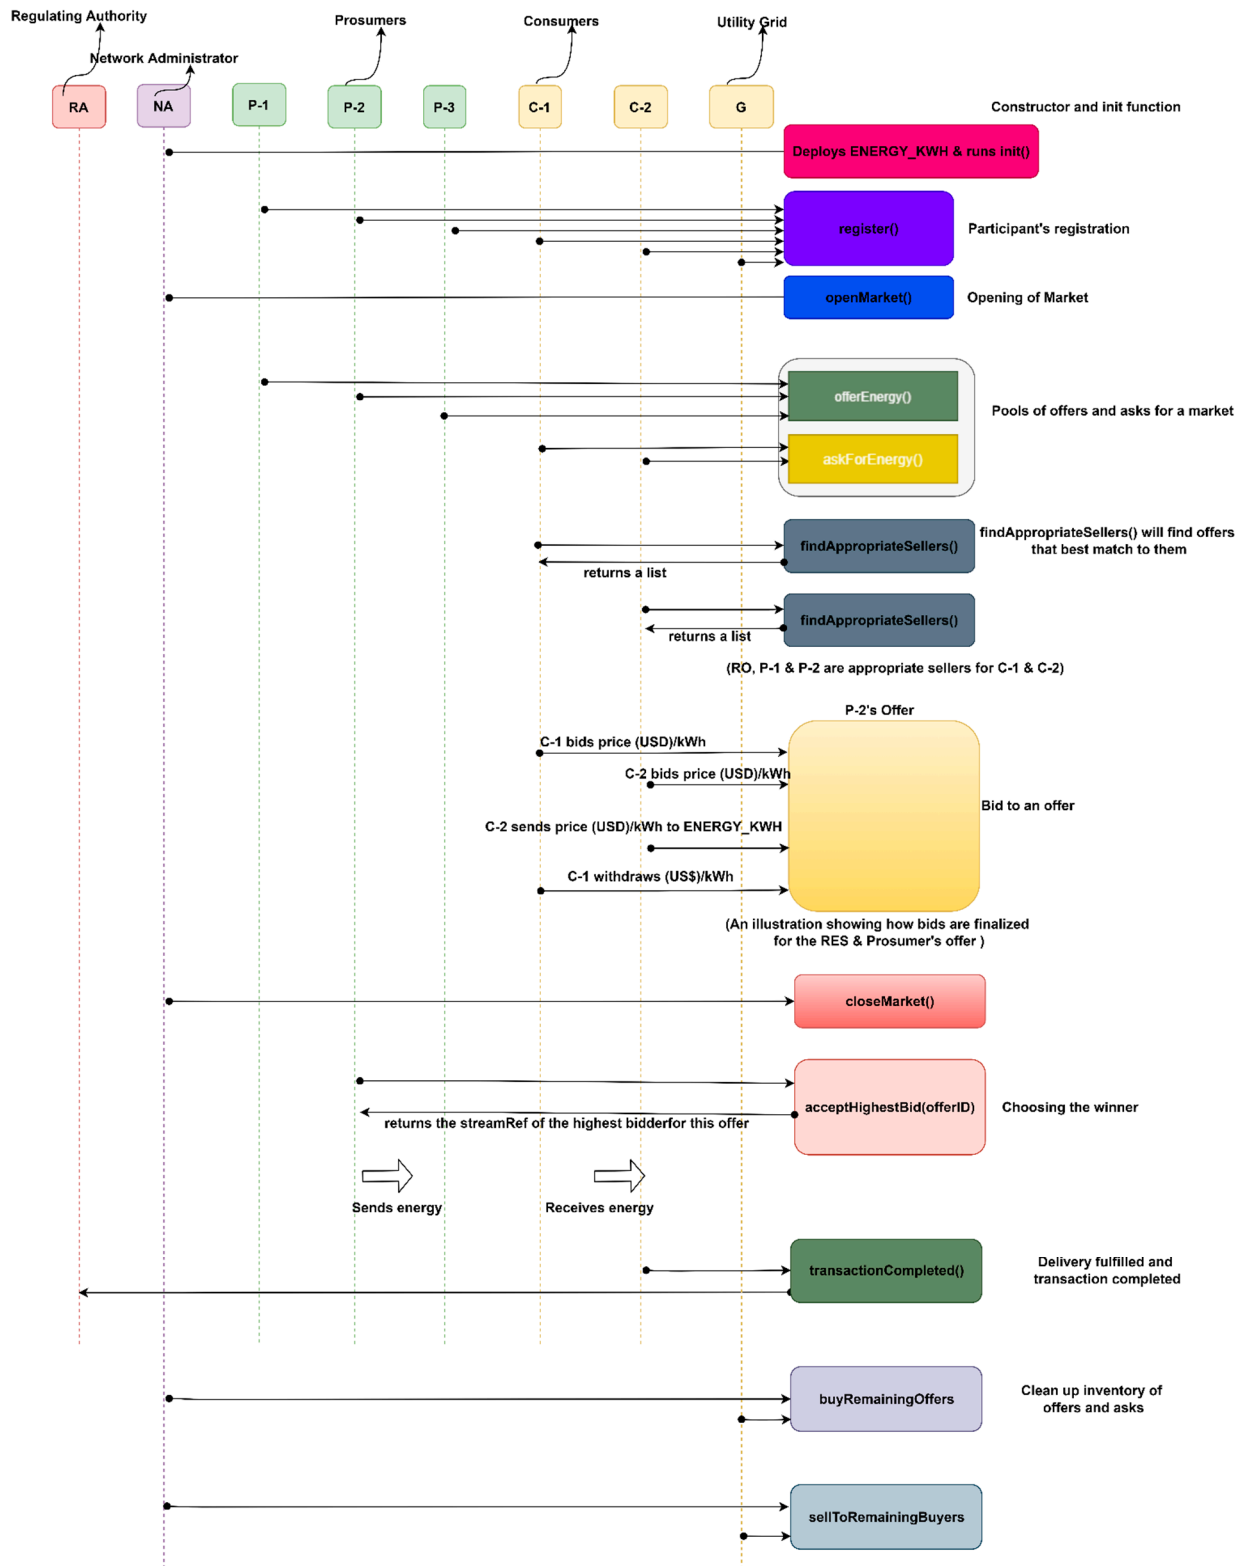 Regulating Authority
Prosumers
Consumers
Utility Grid
Network Administrator
RA
NA
P-1
P-2
P-3
C-1
C-2
G
Constructor and init function
Deploys ENERGY_KWH & runs init()
register()
Participant's registration
openMarket()
Opening of Market
offerEnergy()
Pools of offers and asks for a market
askForEnergy()
findAppropriateSellers() will find offers
that best match to them
findAppropriateSellers()
returns a list
findAppropriateSellers()
returns a list
(RO, P-1 & P-2 are appropriate sellers for C-1 & C-2)
P-2's Offer
C-1 bids price (USD)/kWh
C-2 bids price (USD)/kWh
Bid to an offer
C-2 sends price (USD)/kWh to ENERGY_KWH
C-1 withdraws (US$)/kWh
(An illustration showing how bids are finalized
for the RES & Prosumer's offer )
closeMarket()
acceptHighestBid(offerID)
Choosing the winner
returns the streamRef of the highest bidderfor this offer
Sends energy
Receives energy
transactionCompleted()
Delivery fulfilled and
transaction completed
buyRemainingOffers
Clean up inventory of
offers and asks
sellToRemainingBuyers